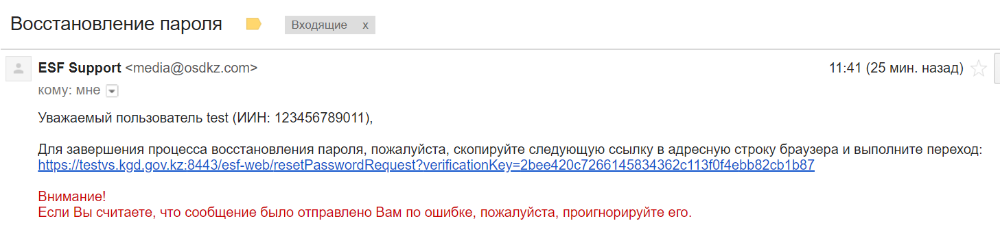 Восстановление пароля
Входящие x
ESF Support <media@osdkz.com>
11:41 (25 мин. назад)
кому: мне
Уважаемый пользователь test (ИИН: 123456789011),
Для завершения процесса восстановления пароля, пожалуйста, скопируйте следующую ссылку в адресную строку браузера и выполните переход:
https://testvs.kgd.gov.kz:8443/esf-web/resetPasswordRequest?verificationKey=2bee420c7266145834362c113f0f4ebb82cb1b87
Внимание!
Если Вы считаете, что сообщение было отправлено Вам по ошибке, пожалуйста, проигнорируйте его.